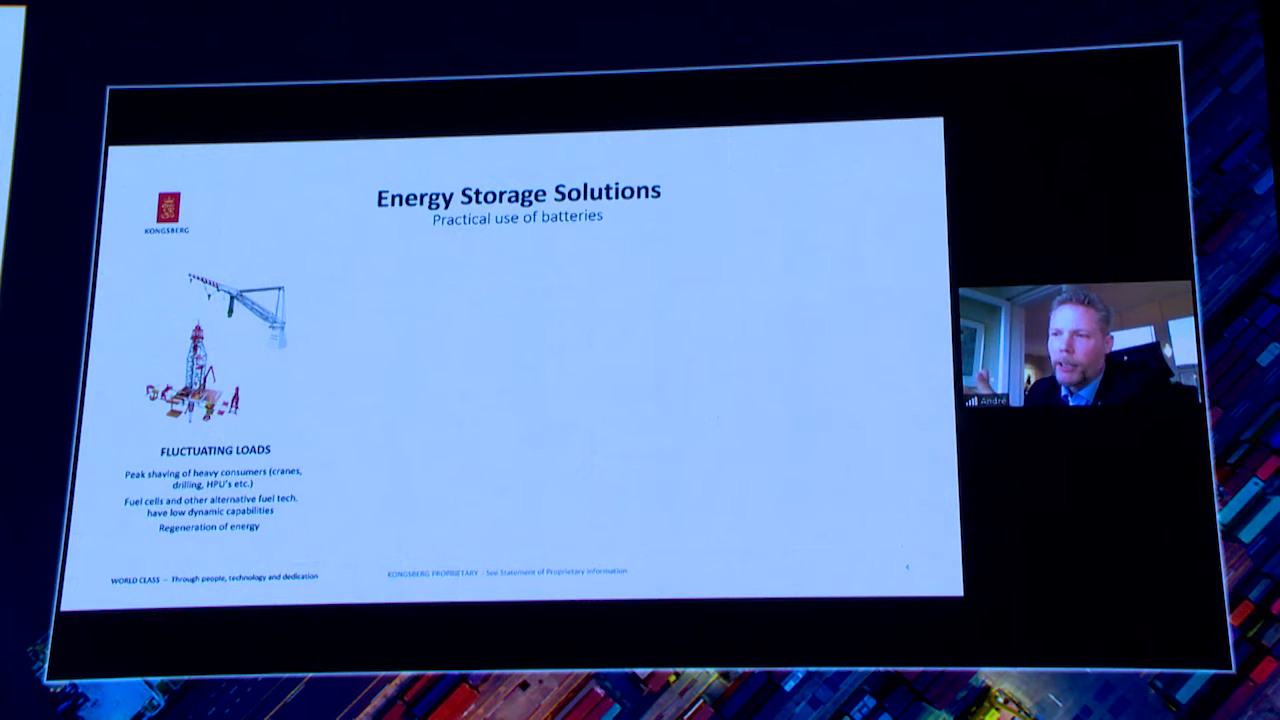 KONGSBERG
Energy Storage Solutions
Practical use of batteries
FLUCTUATING LOADS
Peak shaving of heavy consumers (cranes,
drilling, HPU's etc.)
Fuel cells and other alternative fuel tech.
have low dynamic capabilities
Regeneration of energy
WORLD CLASS – Through people, technology and dedication
KONGSBERG PROPRIETARY - See Statement of Proprietary information
4
André